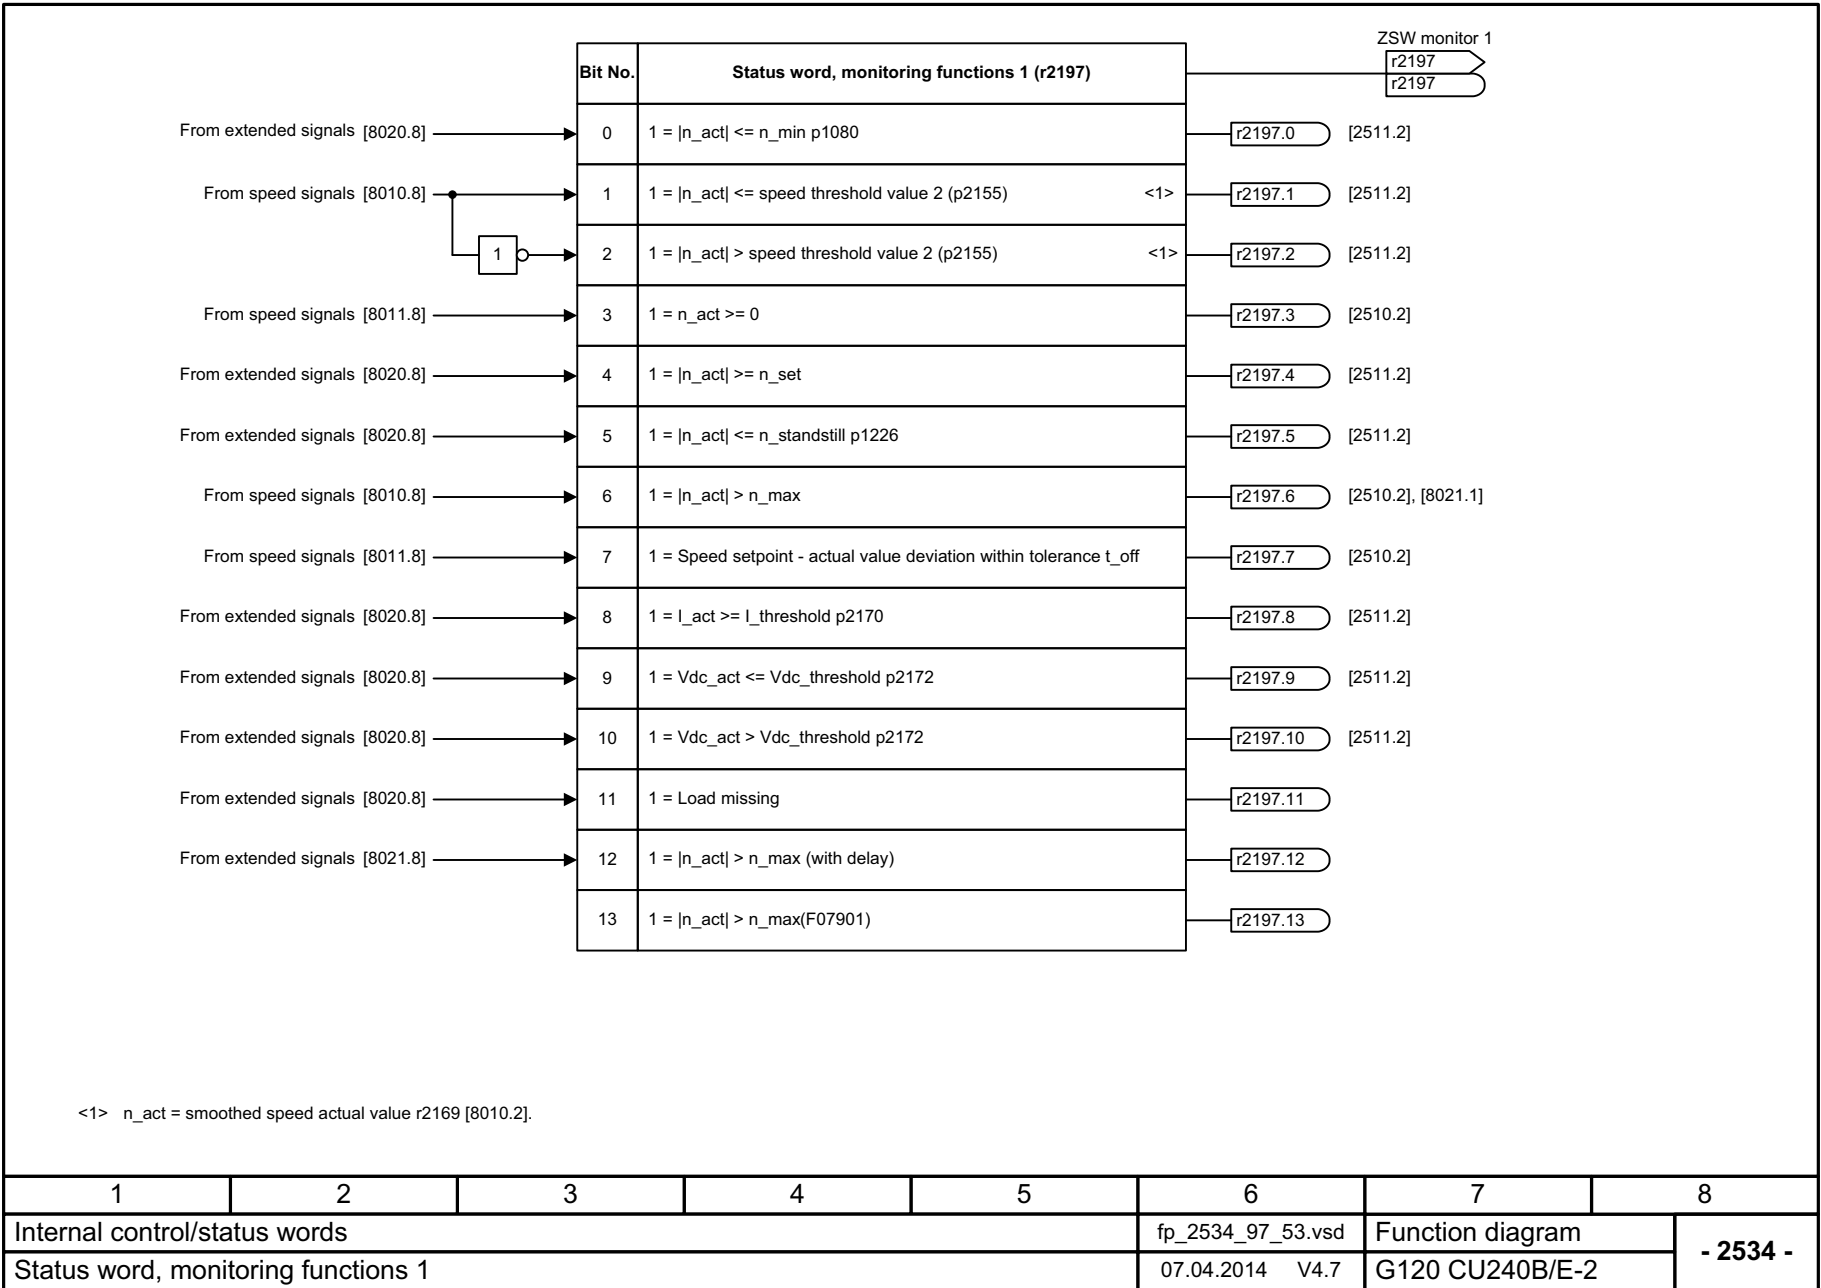 ZSW monitor 1
Bit No. Status word, monitoring functions 1 (r2197) r2197
r2197
From extended signals [8020.8] 0 1 = |n_act| <= n_min p1080 r2197.0 [2511.2]
From speed signals [8010.8] 1 1 = |n_act| <= speed threshold value 2 (p2155) <1> r2197.1 [2511.2]
1 2 1 = |n_act| > speed threshold value 2 (p2155) <1> r2197.2 [2511.2]
From speed signals [8011.8] 3 1 = n_act >= 0 r2197.3 [2510.2]
From extended signals [8020.8] 4 1 = |n_act| >= n_set r2197.4 [2511.2]
From extended signals [8020.8] 5 1 = |n_act| <= n_standstill p1226 r2197.5 [2511.2]
From speed signals [8010.8] 6 1 = |n_act| > n_max r2197.6 [2510.2], [8021.1]
From speed signals [8011.8] 7 1 = Speed setpoint - actual value deviation within tolerance t_off r2197.7 [2510.2]
From extended signals [8020.8] 8 1 = I_act >= I_threshold p2170 r2197.8 [2511.2]
From extended signals [8020.8] 9 1 = Vdc_act <= Vdc_threshold p2172 r2197.9 [2511.2]
From extended signals [8020.8] 10 1 = Vdc_act > Vdc_threshold p2172 r2197.10 [2511.2]
From extended signals [8020.8] 11 1 = Load missing r2197.11
From extended signals [8021.8] 12 1 = |n_act| > n_max (with delay) r2197.12
13 1 = |n_act| > n_max(F07901) r2197.13
<1> n_act = smoothed speed actual value r2169 [8010.2].
1 2 3 4 5 6 7 8
Internal control/status words fp_2534_97_53.vsd Function diagram - 2534 -
Status word, monitoring functions 1 07.04.2014 V4.7 G120 CU240B/E-2